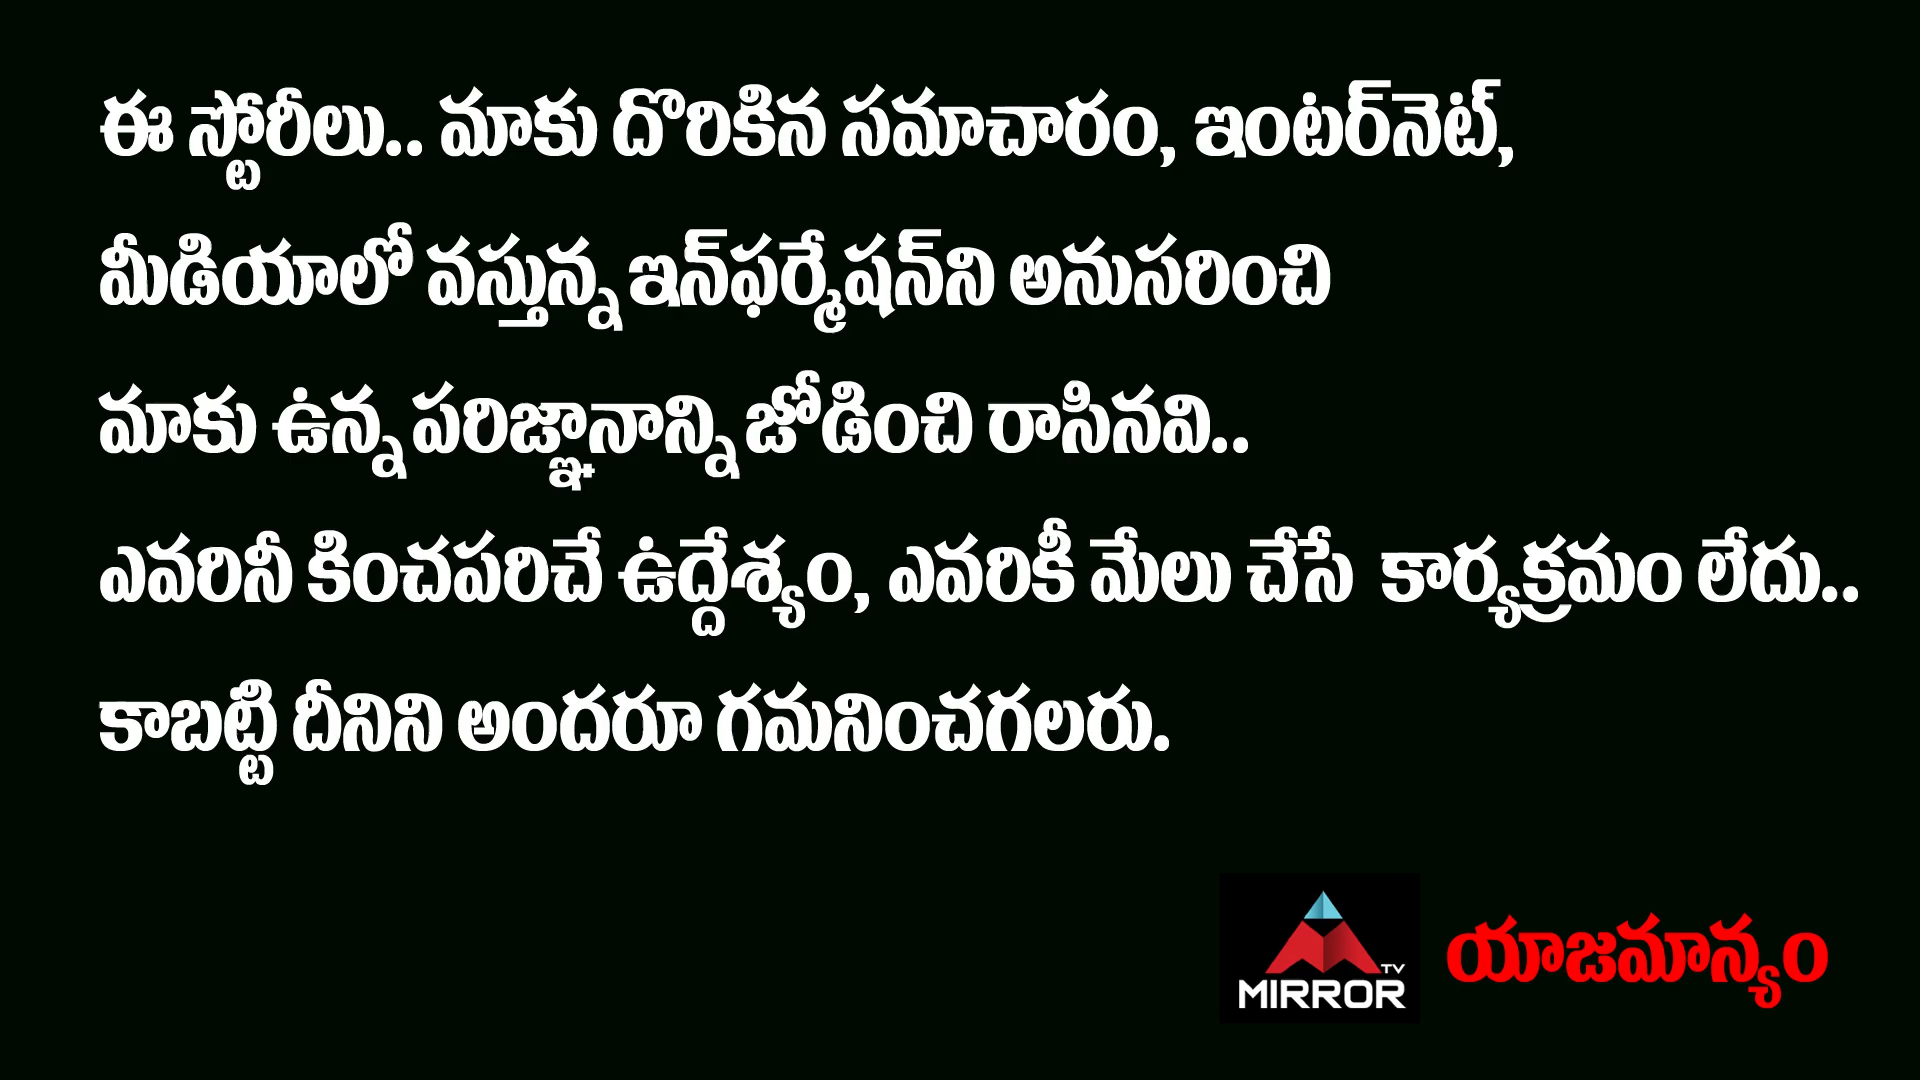 ఈ స్టోరీలు.. మాకు దొరికిన సమాచారం, ఇంటర్‌నెట్,
మీడియాలో వస్తున్న ఇన్‌ఫర్మేషన్‌ని అనుసరించి
మాకు ఉన్న పరిజ్ఞానాన్ని జోడించి రాసినవి..
ఎవరినీ కించపరిచే ఉద్దేశ్యం, ఎవరికీ మేలు చేసే కార్యక్రమం లేదు..
కాబట్టి దీనిని అందరూ గమనించగలరు.
TV
MIRROR
యాజమాన్యం